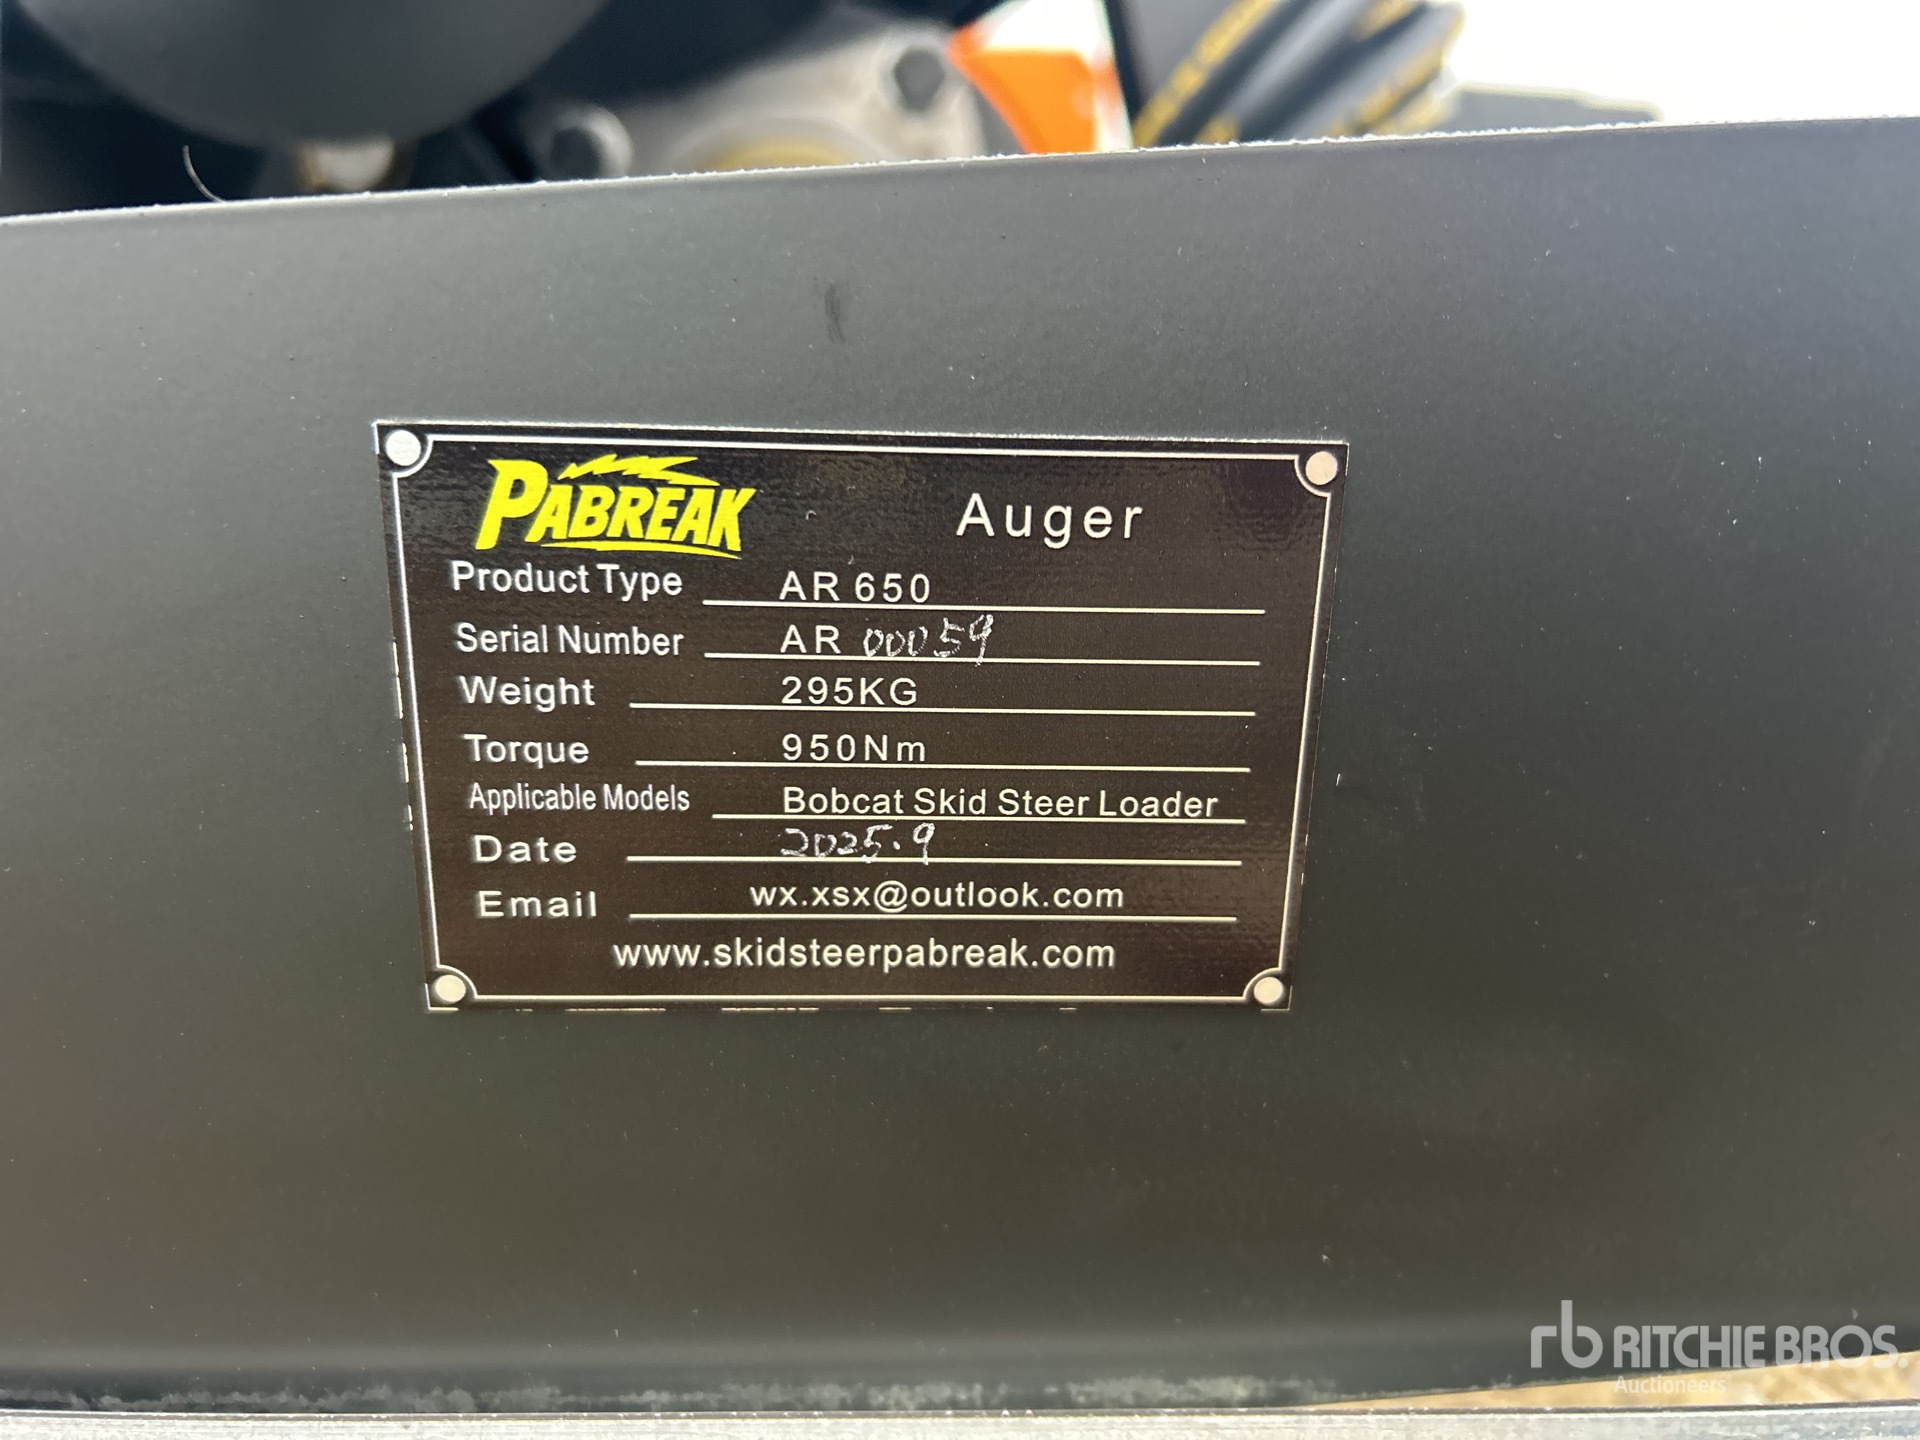 PABREAK Auger
Product Type AR 650
Serial Number AR 00059
Weight 295KG
Torque 950Nm
Applicable Models Bobcat Skid Steer Loader
Date 2025.9
Email wx.xsx@outlook.com
www.skidsteerpabreak.com
rb RITCHIE BROS.
Auctioneers